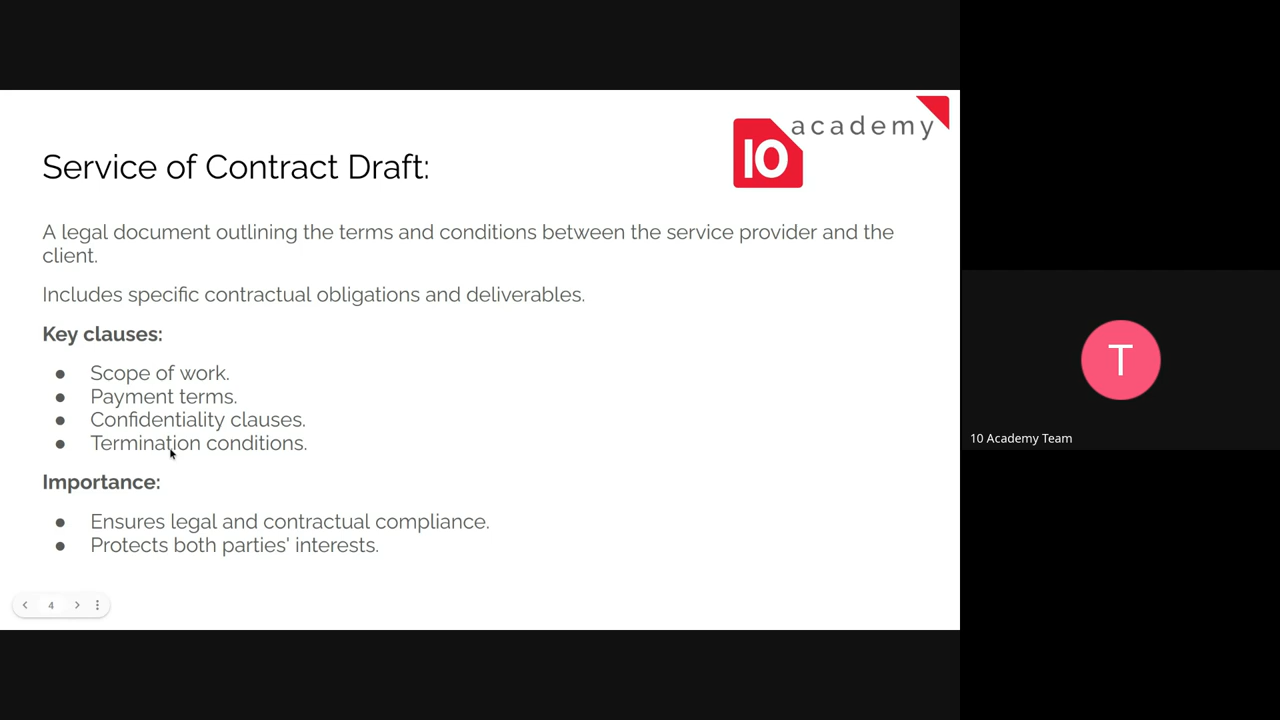 10 academy
Service of Contract Draft:
A legal document outlining the terms and conditions between the service provider and the
client.
Includes specific contractual obligations and deliverables.
Key clauses:
● Scope of work.
● Payment terms.
● Confidentiality clauses.
● Termination conditions.
Importance:
● Ensures legal and contractual compliance.
● Protects both parties' interests.
4
T
10 Academy Team